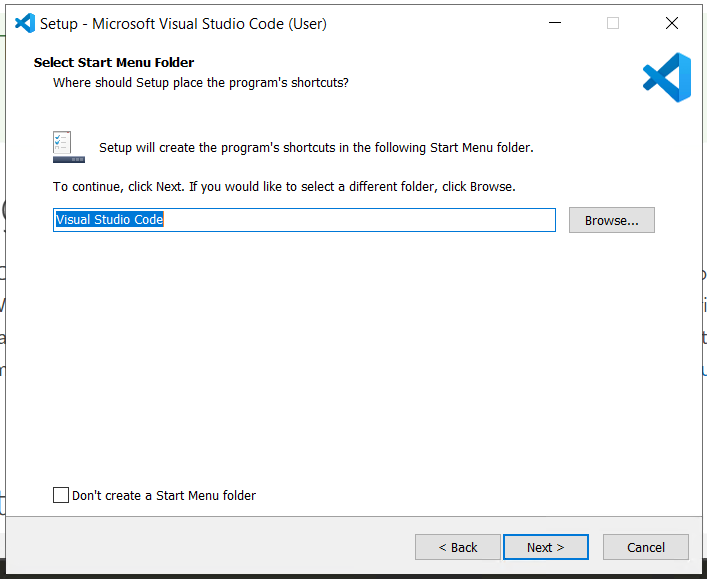 Setup - Microsoft Visual Studio Code (User)
Select Start Menu Folder
Where should Setup place the program's shortcuts?
Setup will create the program's shortcuts in the following Start Menu folder.
To continue, click Next. If you would like to select a different folder, click Browse.
Visual Studio Code
Browse...
Don't create a Start Menu folder
< Back
Next >
Cancel